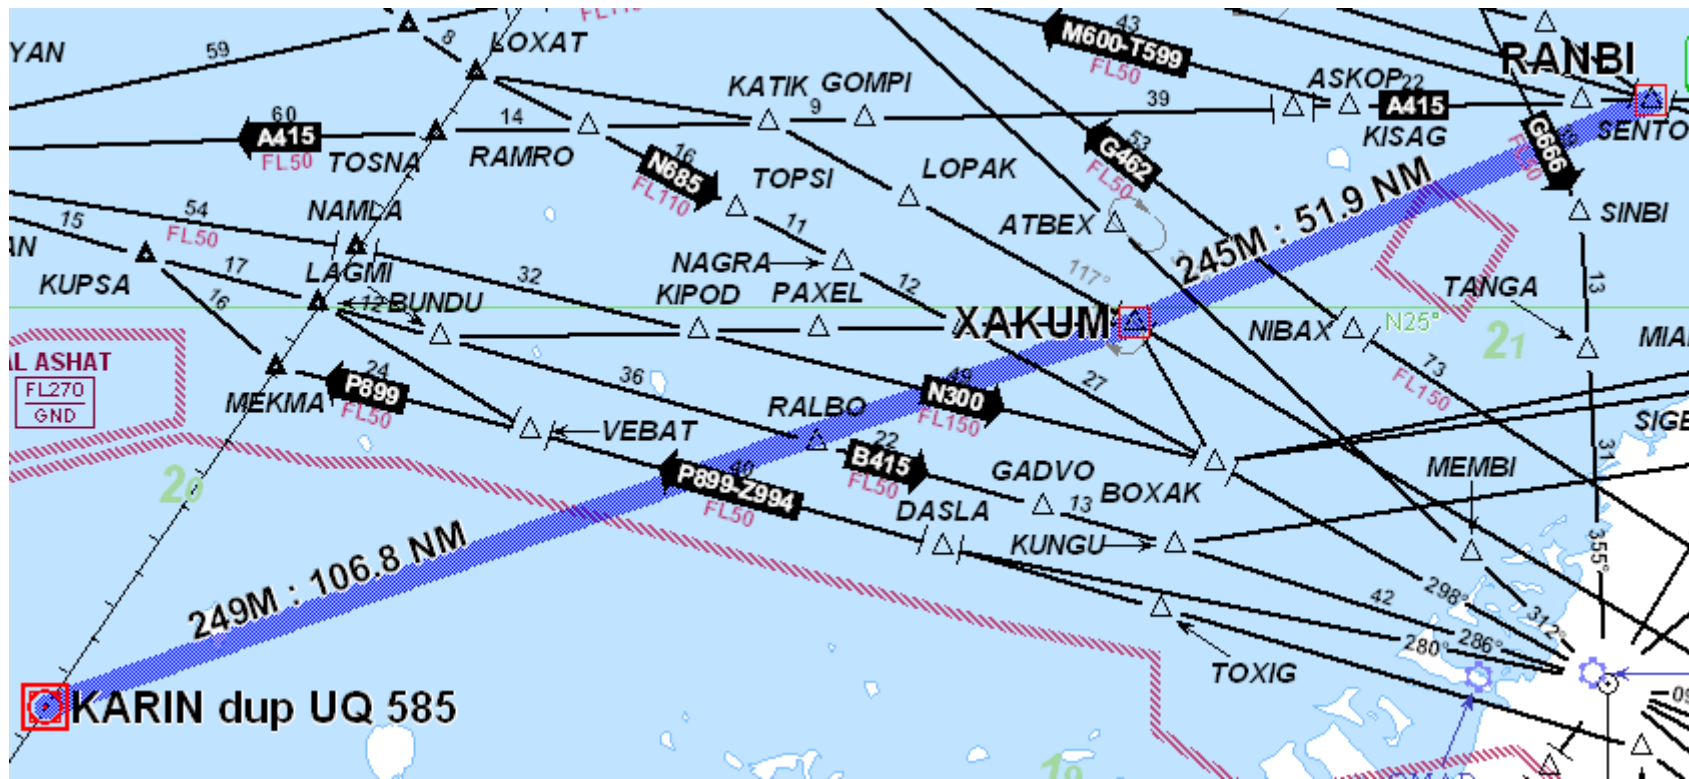 FL110
43
RANBI
YAN
59
8
LOXAT
M600-T599
FL50
ASKOP
22
KATIK
GOMPI
9
39
A415
KISAG
SENTO
60
A415
FL50
14
TOSNA
RAMRO
16
N685
FL110
TOPSI
LOPAK
53
G462
FL50
G666
FL50
245M : 51.9 NM
ATBEX
SINBI
15
54
FL50
NAMLA
11
NAGRA
117°
AN
KUPSA
17
LAGMI
12
BUNDU
32
KIPOD
PAXEL
12
XAKUM
NIBAX
N25°
TANGA
13
21
MIA
16
AL ASHAT
FL270
GND
24
P899
FL50
MEKMA
36
RALBO
49
N300
FL150
27
73
FL150
SIGE
VEBAT
22
B415
FL50
GADVO
13
BOXAK
MEMBI
31
20
40
P899-Z994
FL50
DASLA
KUNGU
355°
249M : 106.8 NM
42
298°
312°
286°
280°
TOXIG
KARIN dup UQ 585
60
19
OMAD